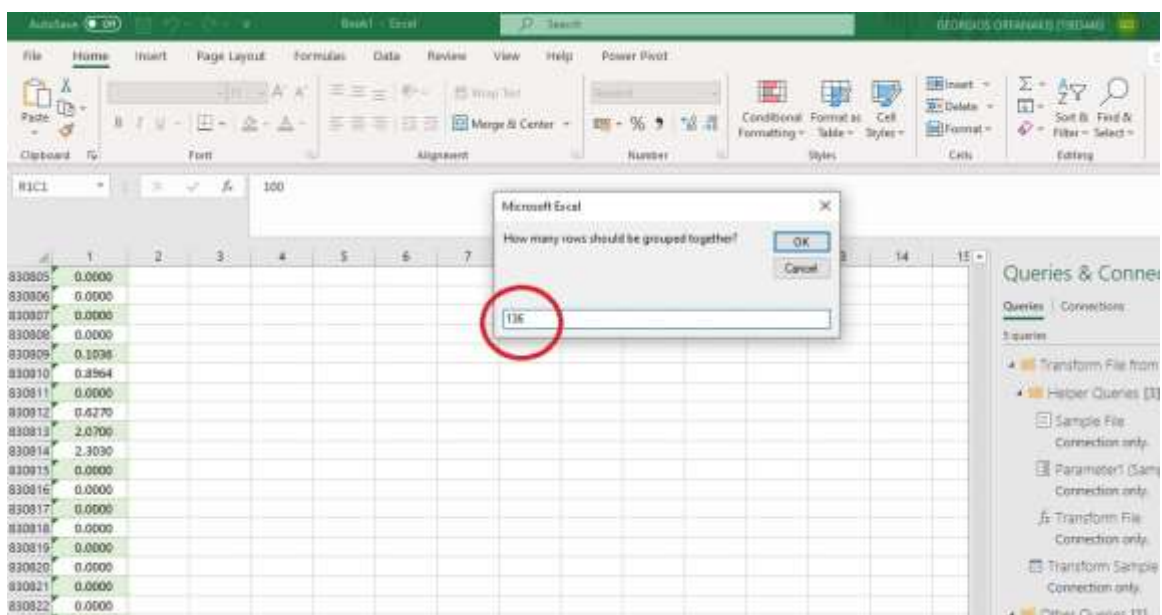 AutoSave Off Book1 - Excel Search
File Home Insert Page Layout Formulas Data Review View Help Power Pivot
Paste
Wrap Text
Merge & Center
Conditional Formatting Format as Table Cell Styles
Insert
Delete
Format
Sort & Filter Find & Select
Clipboard Font Alignment Number Styles Cells Editing
R1C1 fx 100
Microsoft Excel
How many rows should be grouped together?
OK
Cancel
136
1 2 3 4 5 6 7 14 15
830805 0.0000
830806 0.0000
830807 0.0000
830808 0.0000
830809 0.1036
830810 0.8964
830811 0.0000
830812 0.6270
830813 2.0700
830814 2.3030
830815 0.0000
830816 0.0000
830817 0.0000
830818 0.0000
830819 0.0000
830820 0.0000
830821 0.0000
830822 0.0000
Queries & Connec
Queries Connections
5 queries
Transform File from
Helper Queries [3]
Sample File
Connection only.
Parameter1 (Samp
Connection only.
fx Transform File
Connection only.
Transform Sample
Connection only.